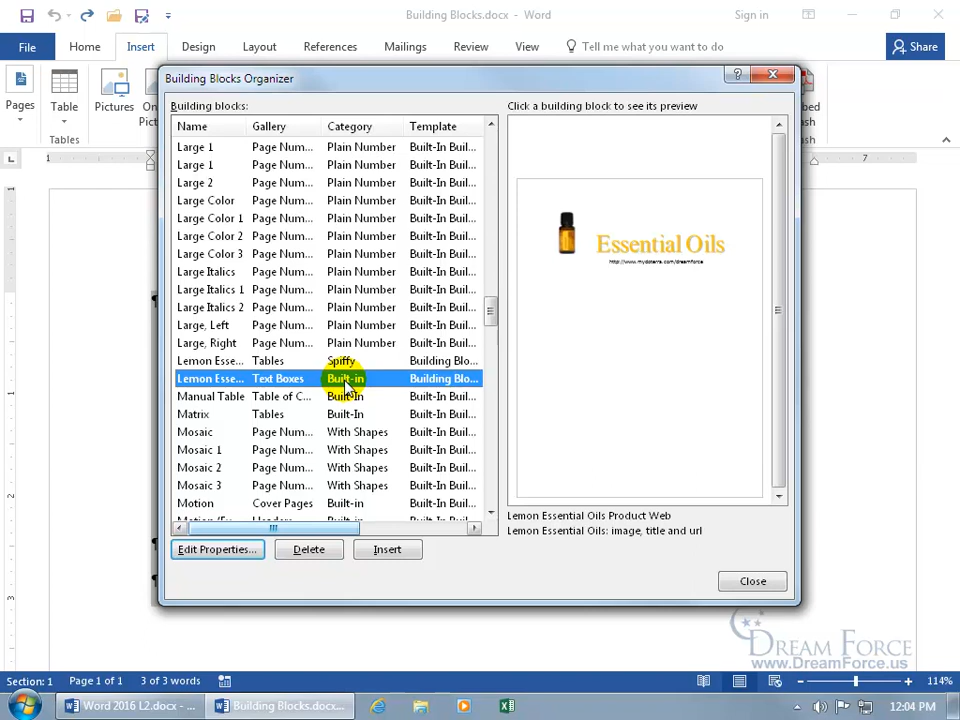 Building Blocks.docx - Word
Sign in
File Home Insert Design Layout References Mailings Review View Tell me what you want to do Share
Pages
Table
Pictures
Tables
Building Blocks Organizer
Building blocks:
Click a building block to see its preview
Name Gallery Category Template
Large 1 Page Num... Plain Number Built-In Buil...
Large 1 Page Num... Plain Number Built-In Buil...
Large 2 Page Num... Plain Number Built-In Buil...
Large Color Page Num... Plain Number Built-In Buil...
Large Color 1 Page Num... Plain Number Built-In Buil...
Large Color 2 Page Num... Plain Number Built-In Buil...
Large Color 3 Page Num... Plain Number Built-In Buil...
Large Italics Page Num... Plain Number Built-In Buil...
Large Italics 1 Page Num... Plain Number Built-In Buil...
Large Italics 2 Page Num... Plain Number Built-In Buil...
Large, Left Page Num... Plain Number Built-In Buil...
Large, Right Page Num... Plain Number Built-In Buil...
Lemon Esse... Tables Spiffy Building Blo...
Lemon Esse... Text Boxes Built-in Building Blo...
Manual Table Table of C... Built-In Built-In Buil...
Matrix Tables Built-In Built-In Buil...
Mosaic Page Num... With Shapes Built-In Buil...
Mosaic 1 Page Num... With Shapes Built-In Buil...
Mosaic 2 Page Num... With Shapes Built-In Buil...
Mosaic 3 Page Num... With Shapes Built-In Buil...
Motion Cover Pages Built-in Built-In Buil...
Essential Oils
http://www.mydoterra.com/dreamforce
Lemon Essential Oils Product Web
Lemon Essential Oils: image, title and url
Edit Properties... Delete Insert
Close
DREAM FORCE
www.DreamForce.us
Section: 1 Page 1 of 1 3 of 3 words 114%
Word 2016 L2.docx - ... Building Blocks.docx... 12:04 PM